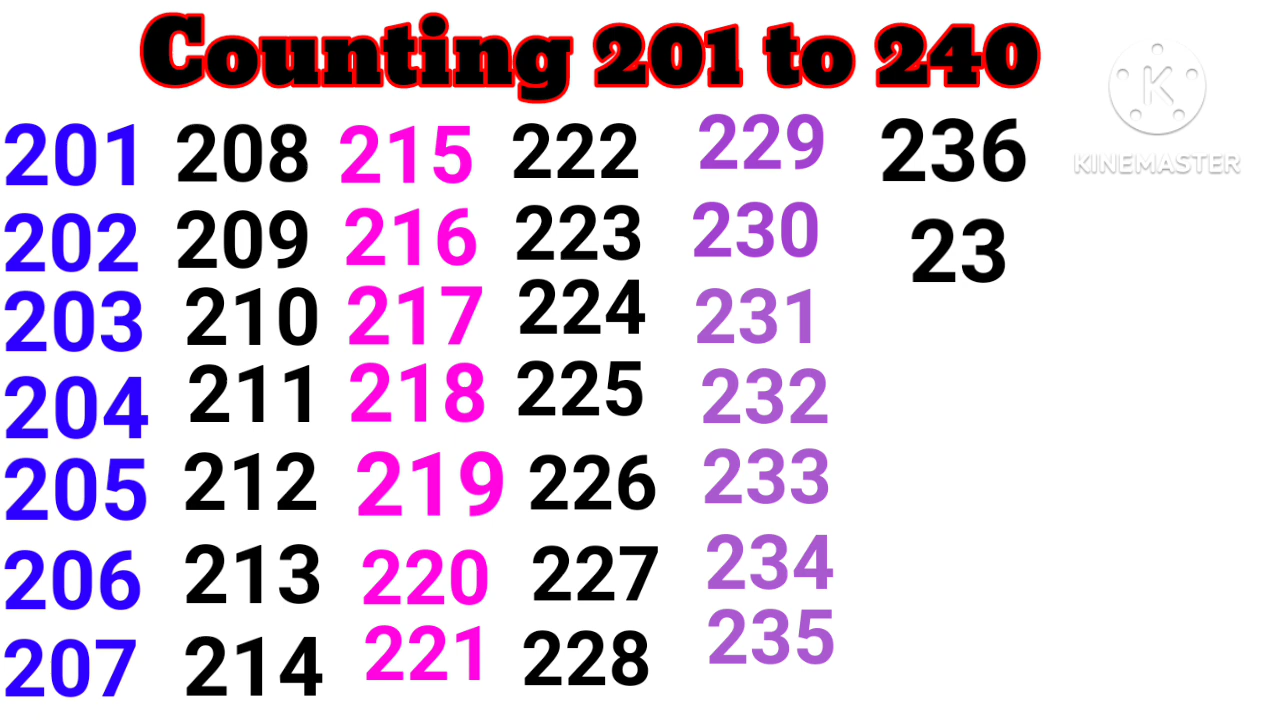 Counting 201 to 240
K
KINEMASTER
201 208 215 222 229 236
202 209 216 223 230 23
203 210 217 224 231
204 211 218 225 232
205 212 219 226 233
206 213 220 227 234
207 214 221 228 235